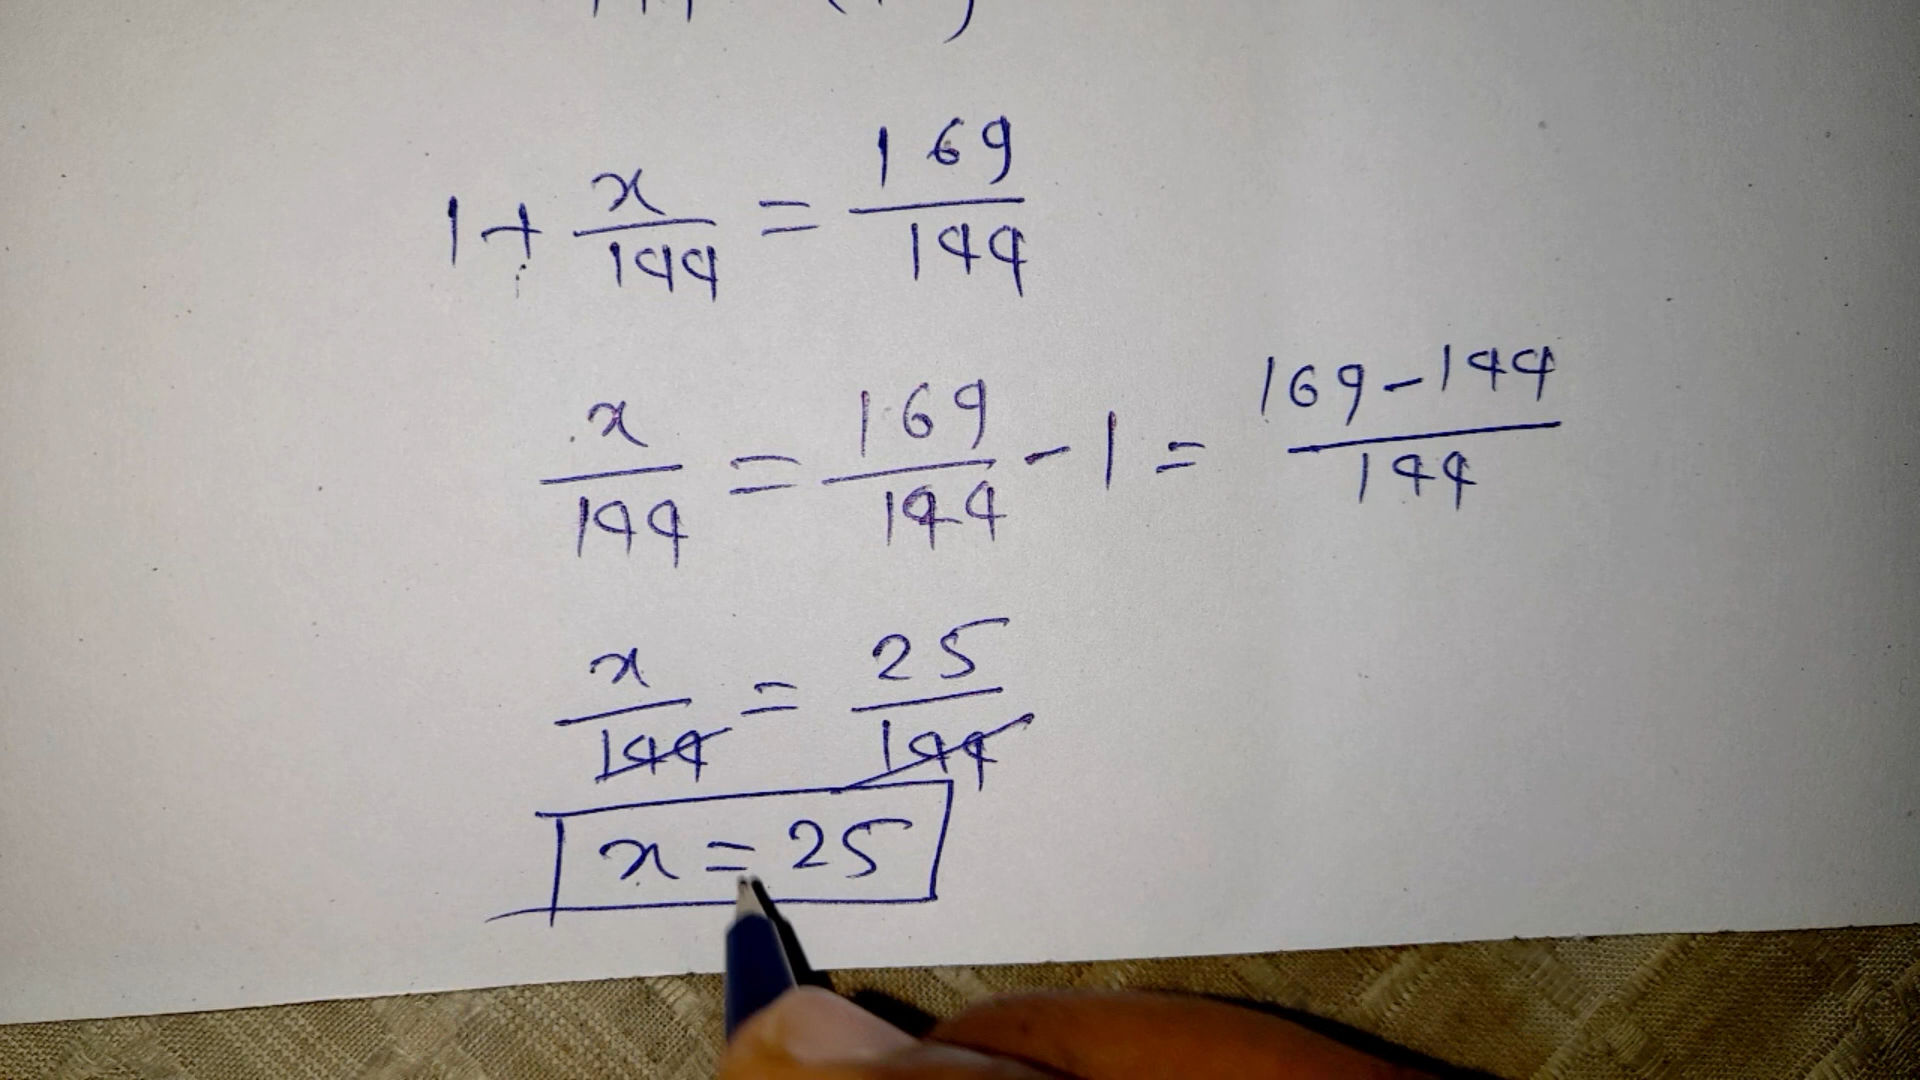 1 + x/144 = 169/144
x/144 = 169/144 - 1 = 169-144/144
x/144 = 25/144
x = 25